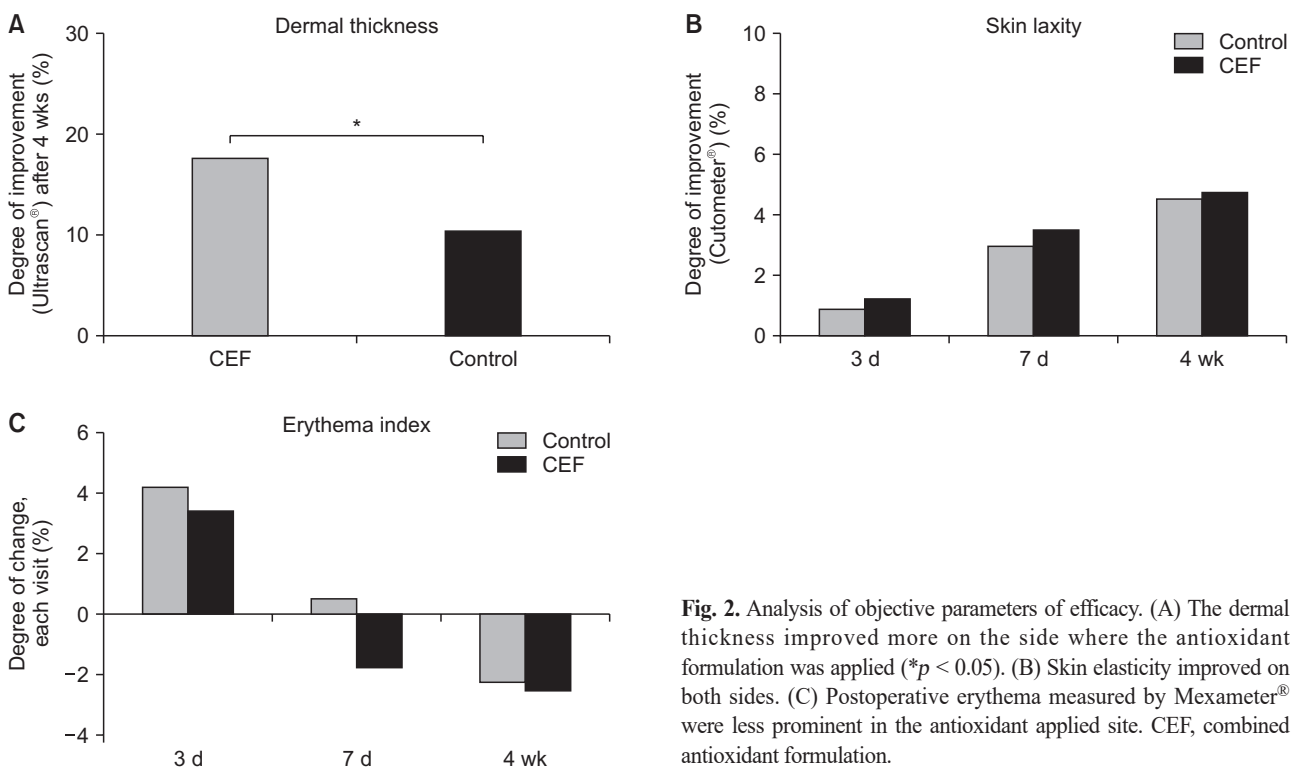 A
Dermal thickness
Degree of improvement
(Ultrascan®) after 4 wks (%)
30
20
10
0
*
CEF
Control
B
Skin laxity
Degree of improvement
(Cutometer®) (%)
10
8
6
4
2
0
Control
CEF
3 d
7 d
4 wk
C
Erythema index
Degree of change,
each visit (%)
6
4
2
0
−2
−4
Control
CEF
3 d
7 d
4 wk
Fig. 2. Analysis of objective parameters of efficacy. (A) The dermal
thickness improved more on the side where the antioxidant
formulation was applied (*p < 0.05). (B) Skin elasticity improved on
both sides. (C) Postoperative erythema measured by Mexameter®
were less prominent in the antioxidant applied site. CEF, combined
antioxidant formulation.